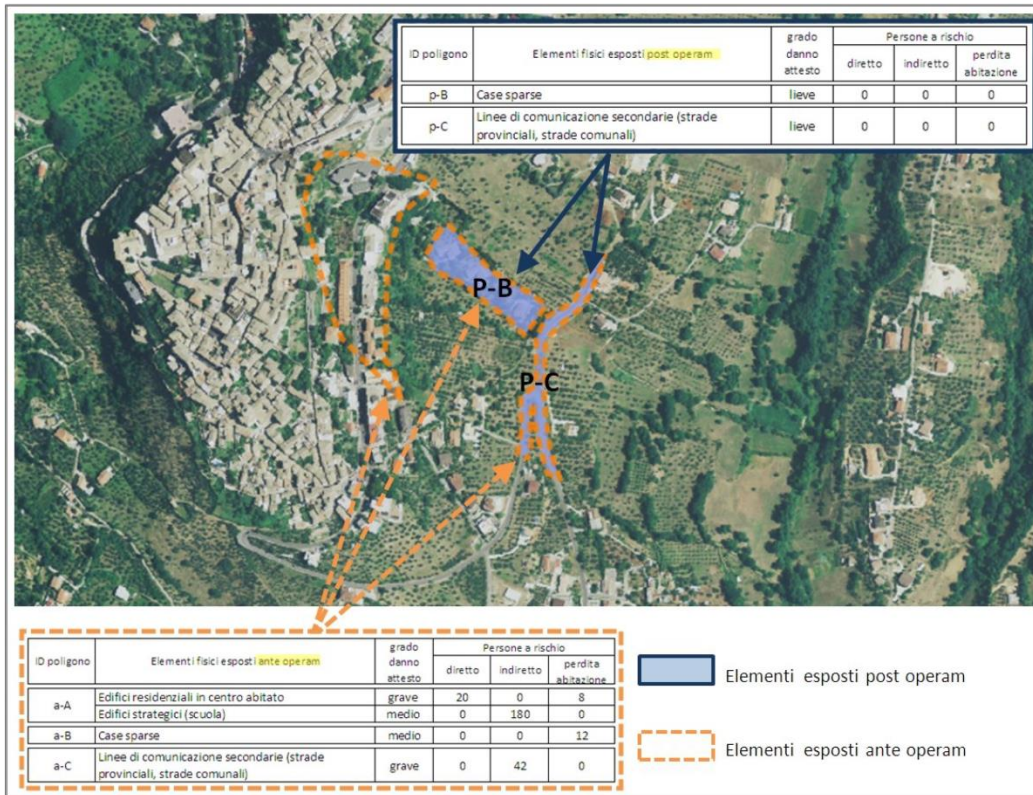 ID poligono Elementi fisici esposti post operam grado danno attesto Persone a rischio
diretto indiretto perdita abitazione
p-B Case sparse lieve 0 0 0
p-C Linee di comunicazione secondarie (strade provinciali, strade comunali) lieve 0 0 0
P-B
P-C
ID poligono Elementi fisici esposti ante operam grado danno attesto Persone a rischio
diretto indiretto perdita abitazione
a-A Edifici residenziali in centro abitato grave 20 0 8
Edifici strategici (scuola) medio 0 180 0
a-B Case sparse medio 0 0 12
a-C Linee di comunicazione secondarie (strade provinciali, strade comunali) grave 0 42 0
Elementi esposti post operam
Elementi esposti ante operam